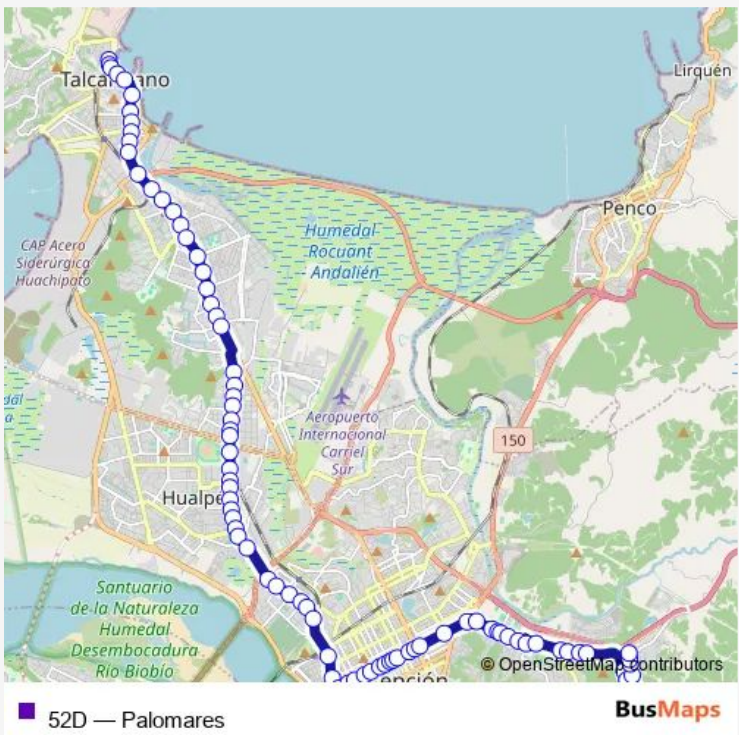 Lirquén
Talcahuano
Penco
Humedal
Rocuant
Andalién
CAP Acero
Siderúrgica
Huachipato
Aeropuerto
Internacional
Carriel
Sur
150
Hualpé
Santuario
de la Naturaleza
Humedal
Desembocadura
Río Biobío
© OpenStreetMap contributors
52D — Palomares
BusMaps